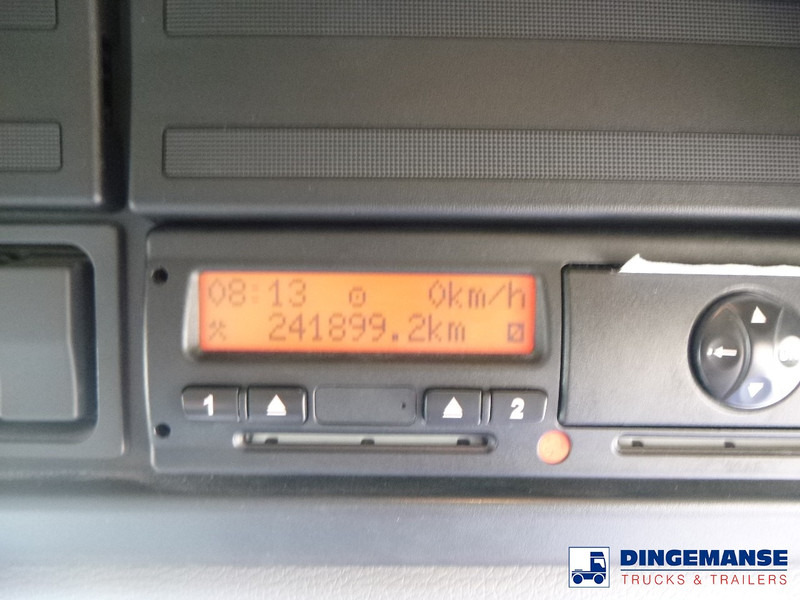 08:13 0km/h
241899.2km
1 2
DINGEMANSE
TRUCKS & TRAILERS